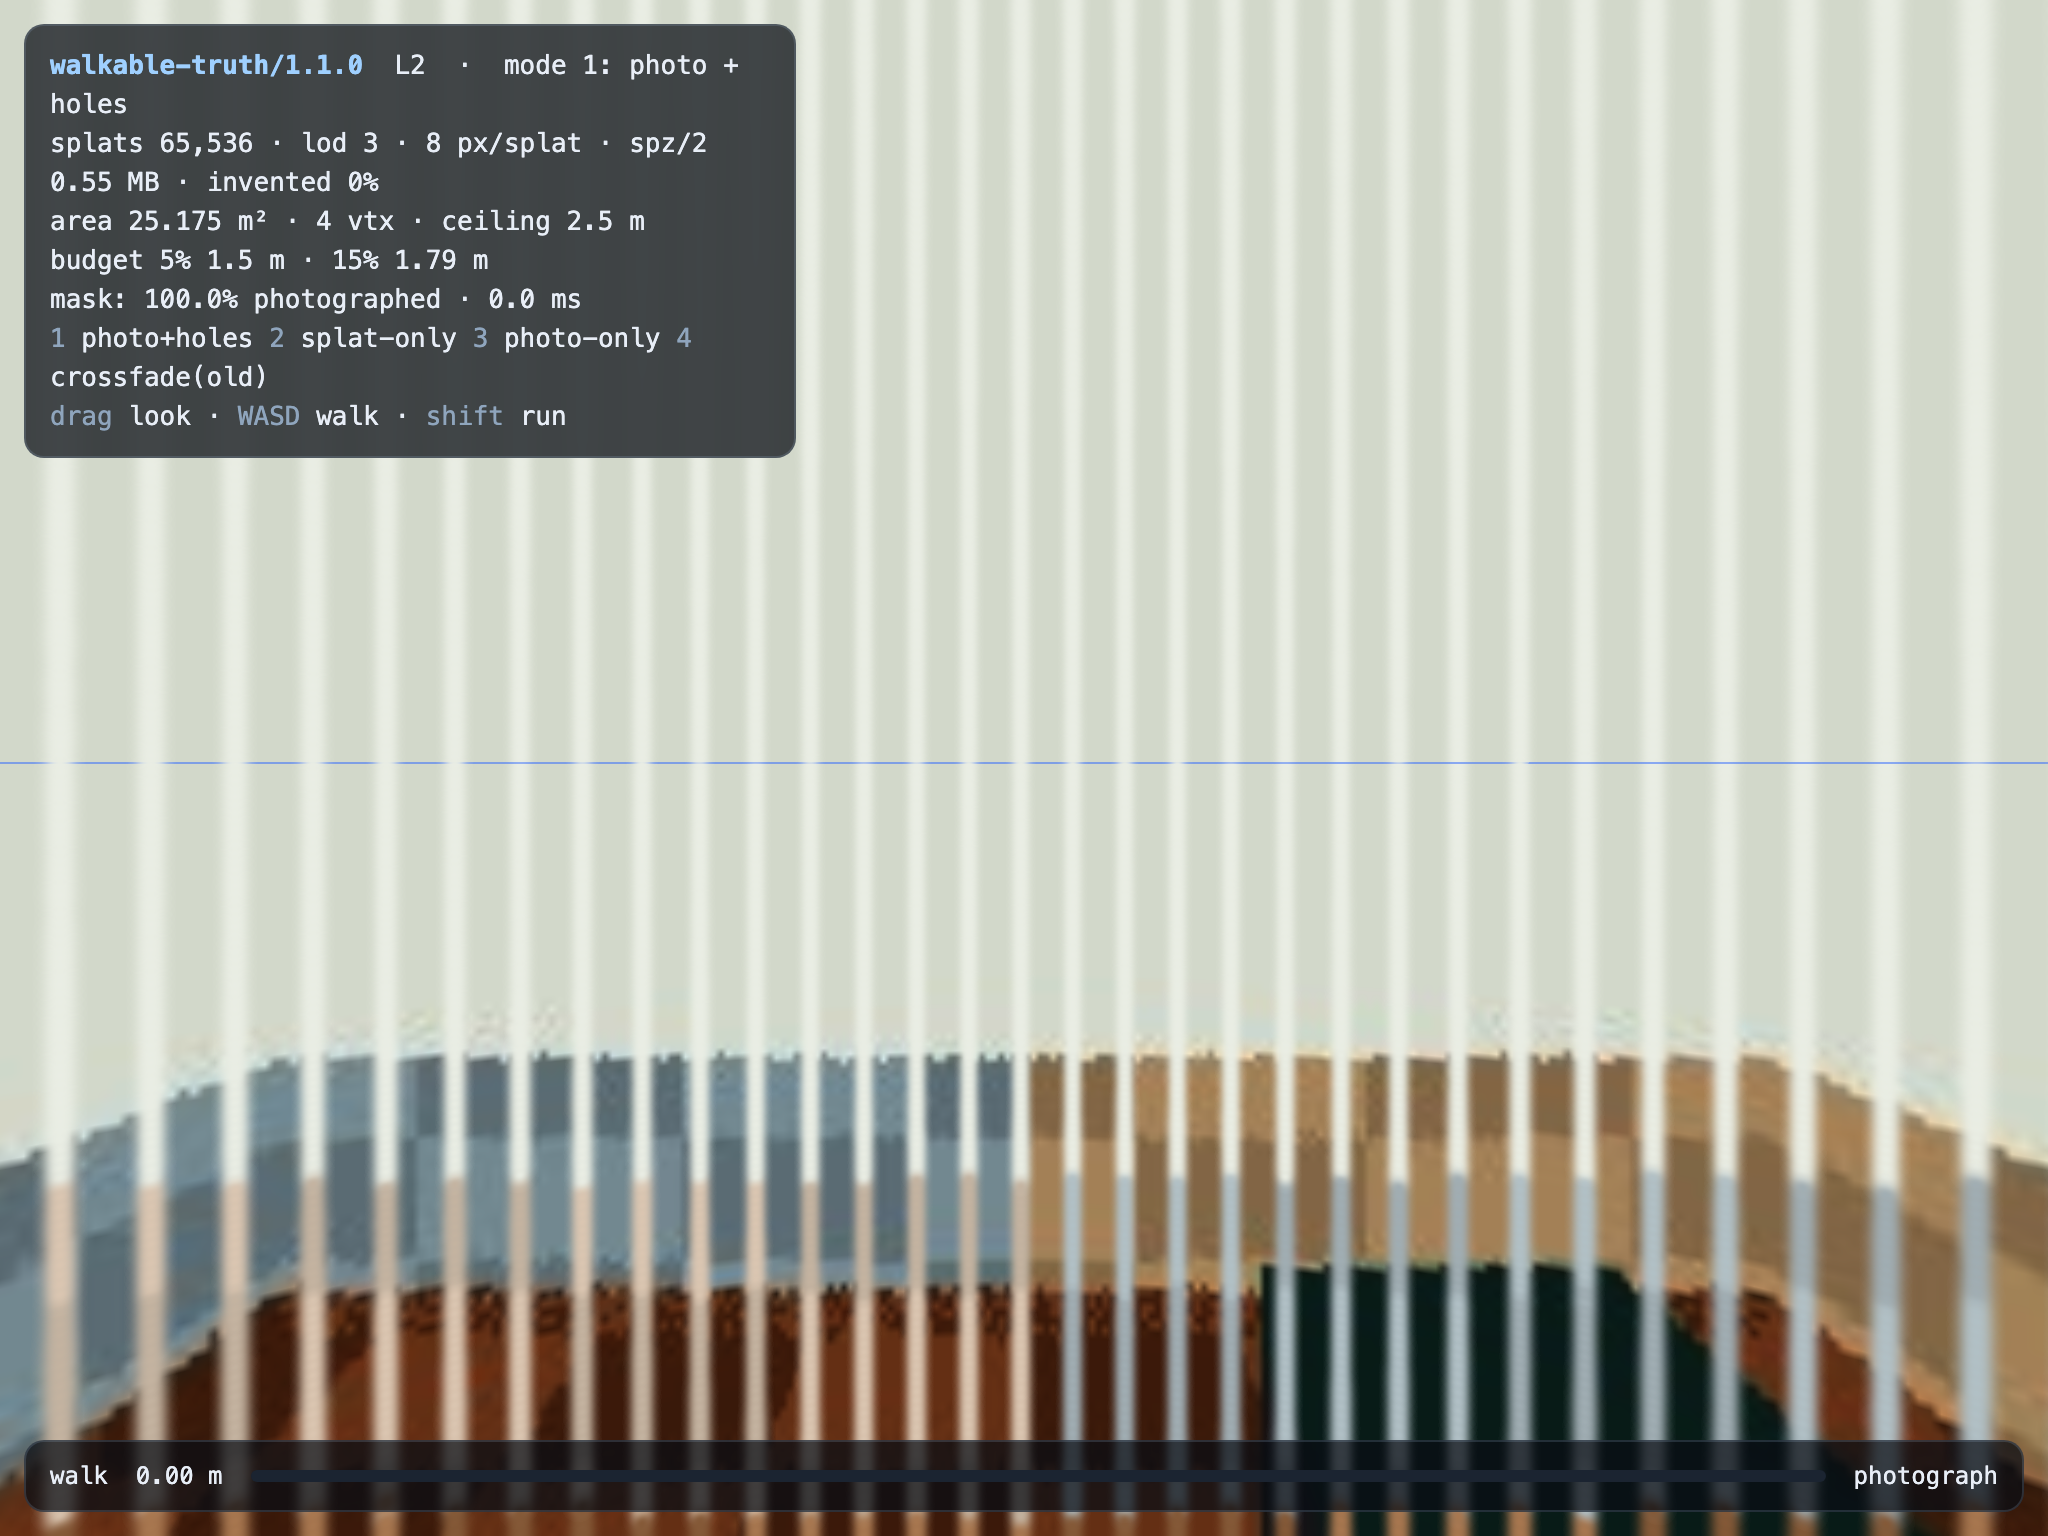 walkable-truth/1.1.0 L2 · mode 1: photo +
holes
splats 65,536 · lod 3 · 8 px/splat · spz/2
0.55 MB · invented 0%
area 25.175 m² · 4 vtx · ceiling 2.5 m
budget 5% 1.5 m · 15% 1.79 m
mask: 100.0% photographed · 0.0 ms
1 photo+holes 2 splat-only 3 photo-only 4
crossfade(old)
drag look · WASD walk · shift run
walk 0.00 m photograph